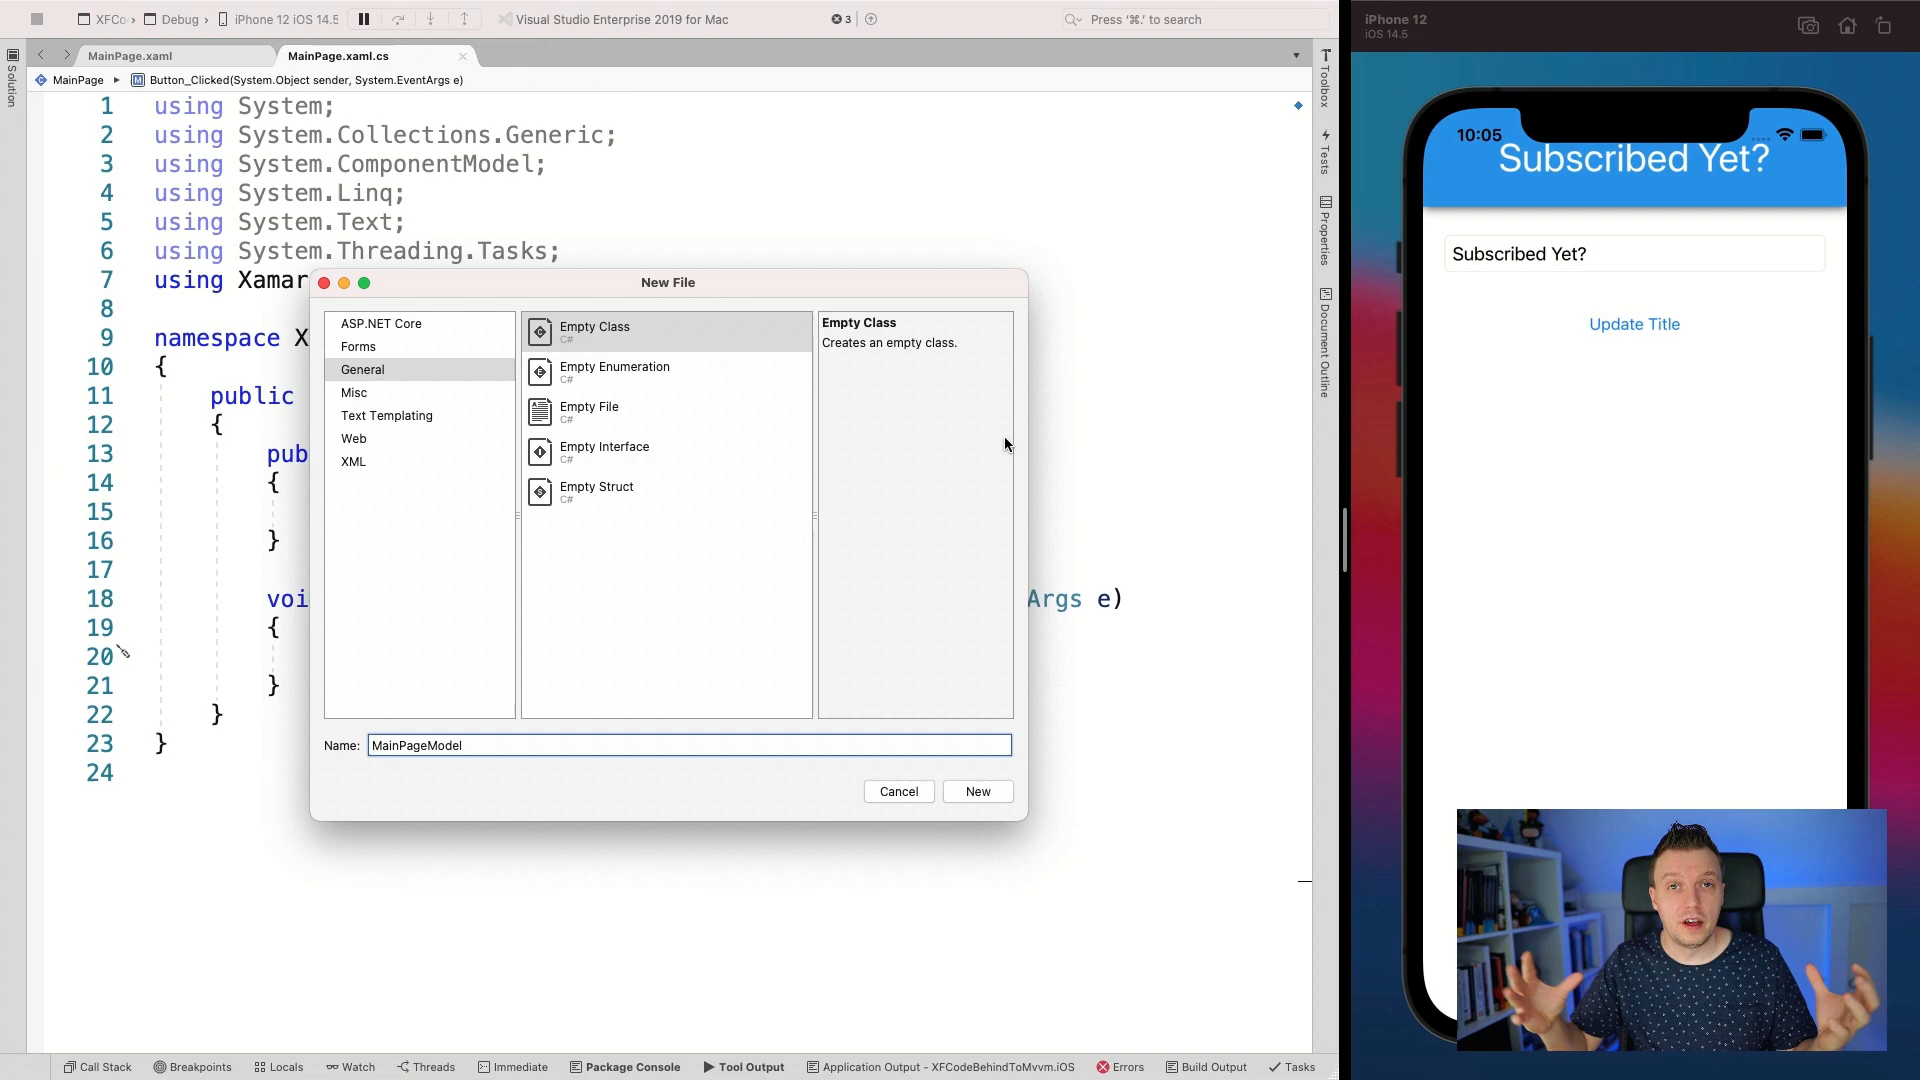 XFCo
Debug
iPhone 12 iOS 14.5
Visual Studio Enterprise 2019 for Mac
3
Press '⌘.' to search
MainPage.xaml
MainPage.xaml.cs
MainPage
Button_Clicked(System.Object sender, System.EventArgs e)
Solution
Toolbox
Tests
Properties
Document Outline
1 using System;
2 using System.Collections.Generic;
3 using System.ComponentModel;
4 using System.Linq;
5 using System.Text;
6 using System.Threading.Tasks;
7 using Xamar
8
9 namespace X
10 {
11 public
12 {
13 pub
14 {
15
16 }
17
18 voi Args e)
19 {
20
21 }
22 }
23 }
24
New File
ASP.NET Core
Forms
General
Misc
Text Templating
Web
XML
Empty Class
C#
Empty Enumeration
C#
Empty File
C#
Empty Interface
C#
Empty Struct
C#
Empty Class
Creates an empty class.
Name: MainPageModel
Cancel
New
Call Stack
Breakpoints
Locals
Watch
Threads
Immediate
Package Console
Tool Output
Application Output - XFCodeBehindToMvvm.iOS
Errors
Build Output
Tasks
iPhone 12
iOS 14.5
10:05
Subscribed Yet?
Subscribed Yet?
Update Title